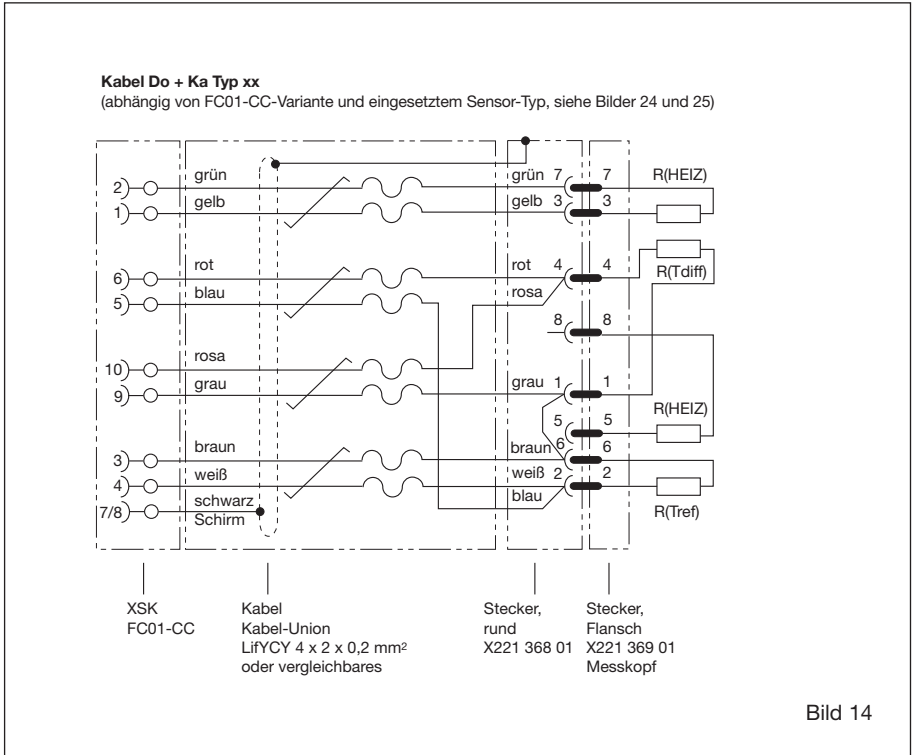 Kabel Do + Ka Typ xx
(abhängig von FC01-CC-Variante und eingesetztem Sensor-Typ, siehe Bilder 24 und 25)
2 grün grün 7 7 R(HEIZ)
1 gelb gelb 3 3
6 rot rot 4 4 R(Tdiff)
5 blau rosa
8 8
10 rosa
9 grau grau 1 1
R(HEIZ)
5 5
3 braun braun 6 6
4 weiß weiß 2 2
blau
7/8 schwarz R(Tref)
Schirm
XSK
FC01-CC
Kabel
Kabel-Union
LifYCY 4 x 2 x 0,2 mm²
oder vergleichbares
Stecker,
rund
X221 368 01
Stecker,
Flansch
X221 369 01
Messkopf
Bild 14